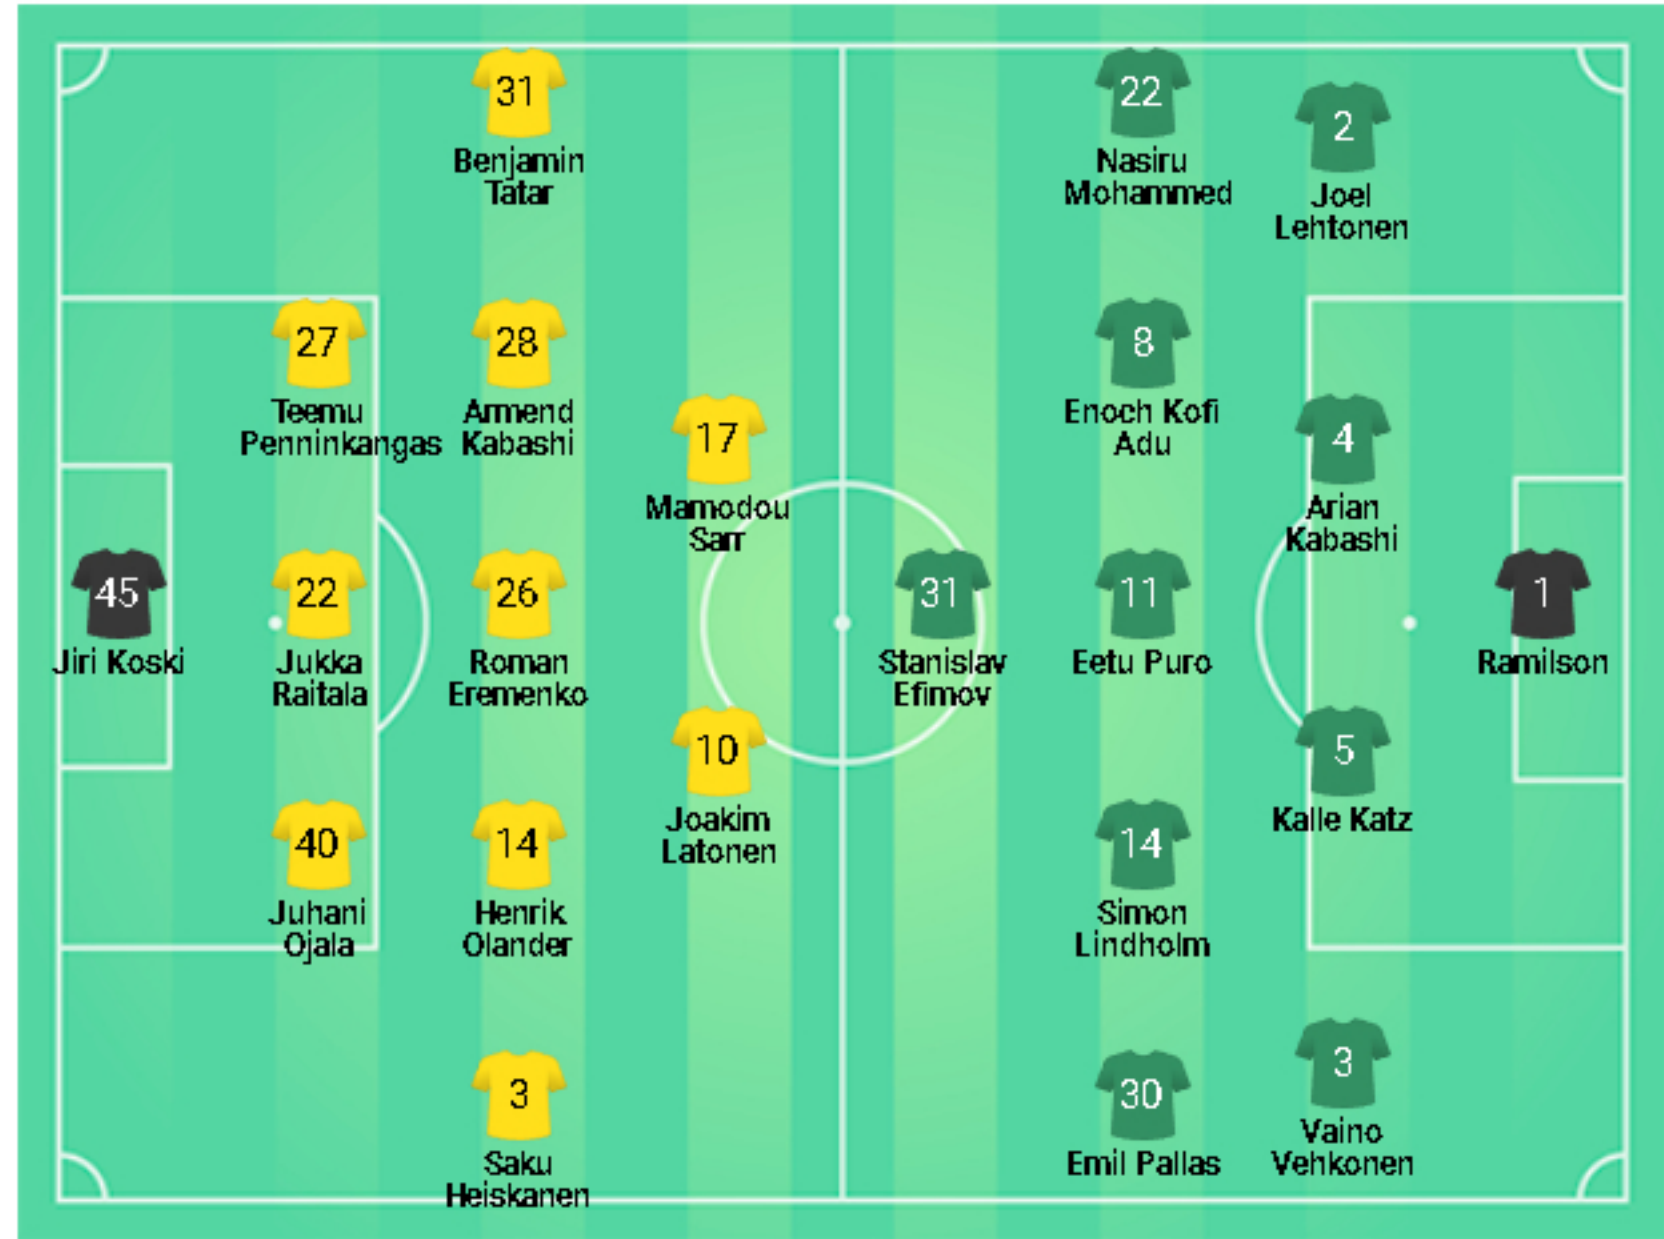 45
Jiri Koski
27
Teemu
Penninkangas
22
Jukka
Raitala
40
Juhani
Ojala
31
Benjamin
Tatar
28
Armend
Kabashi
26
Roman
Eremenko
14
Henrik
Olander
3
Saku
Heiskanen
17
Mamodou
Sarr
10
Joakim
Latonen
31
Stanislav
Efimov
22
Nasiru
Mohammed
8
Enoch Kofi
Adu
11
Eetu Puro
14
Simon
Lindholm
30
Emil Pallas
2
Joel
Lehtonen
4
Arian
Kabashi
5
Kalle Katz
3
Vaino
Vehkonen
1
Ramilson